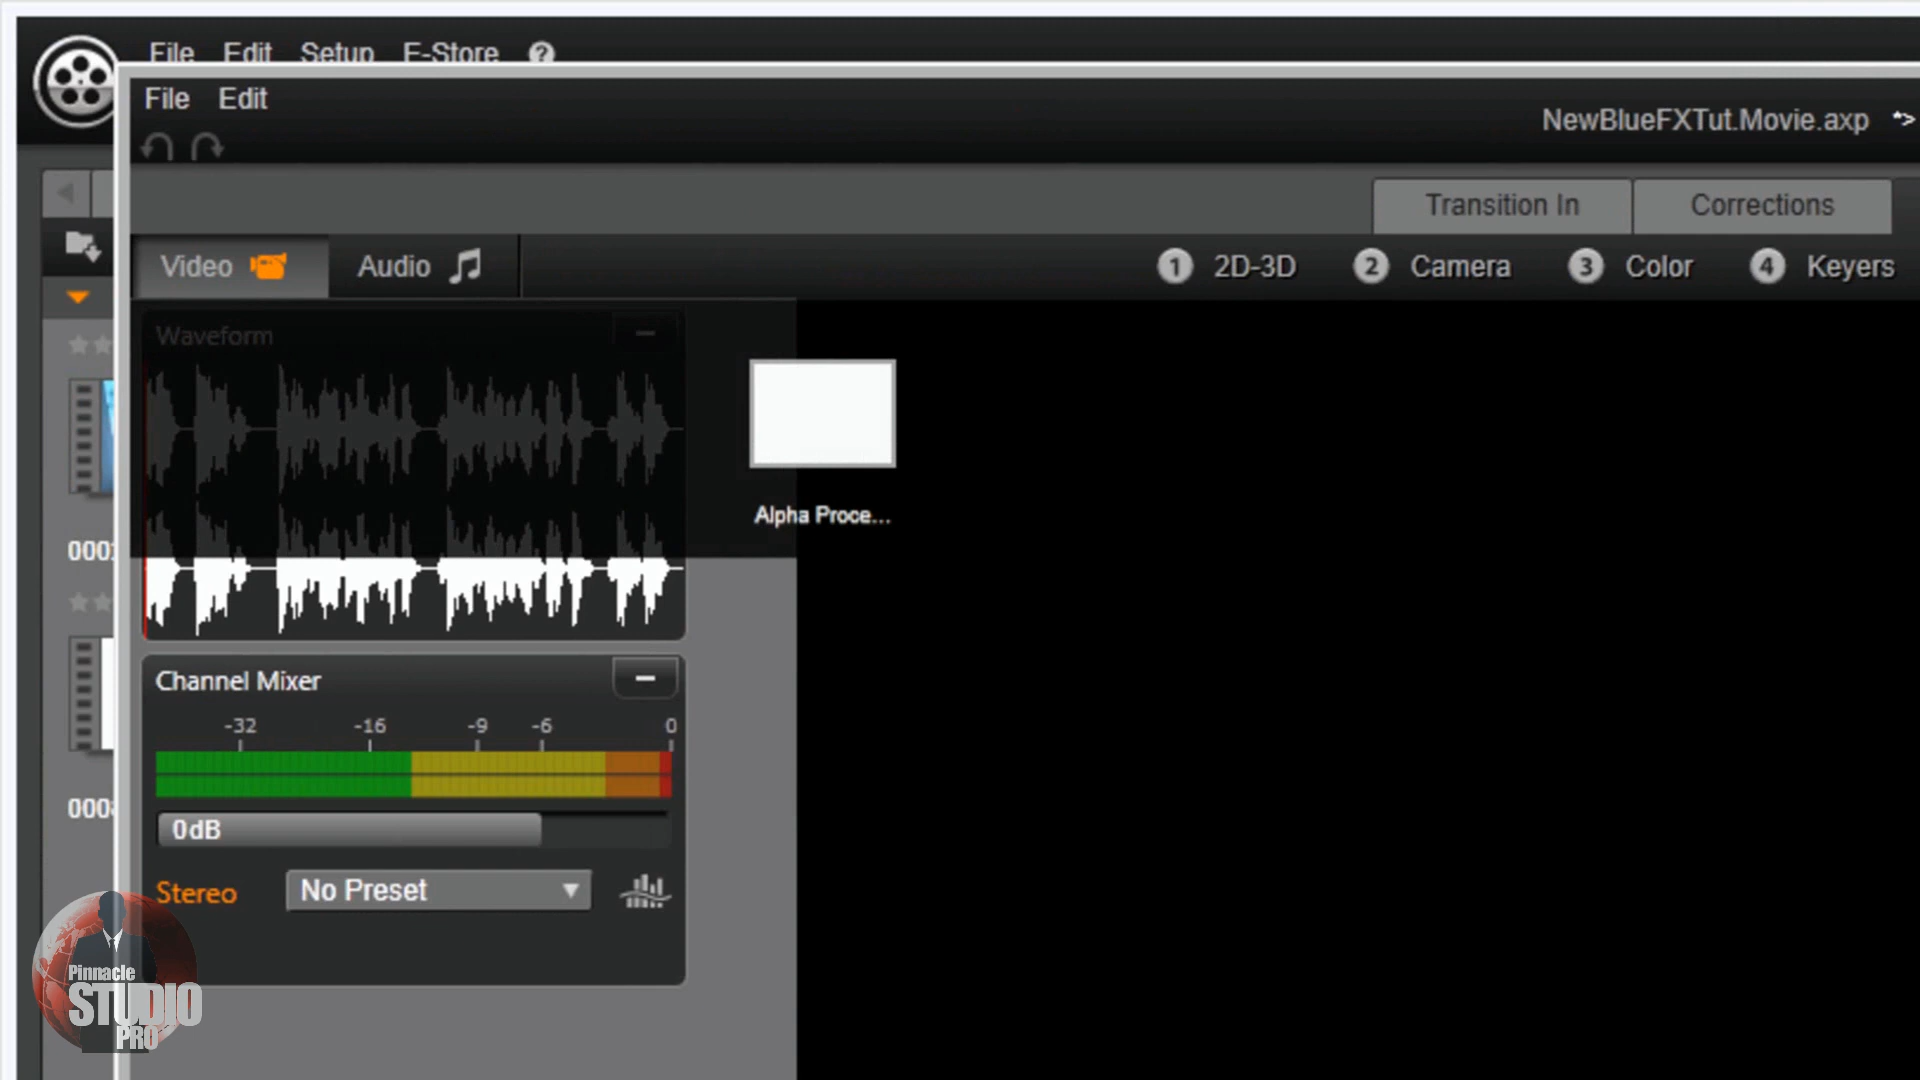 File Edit Setup E-Store ?
File Edit
NewBlueFXTut.Movie.axp *>
Transition In Corrections
Video Audio 1 2D-3D 2 Camera 3 Color 4 Keyers
Waveform
Alpha Proce...
Channel Mixer
-32 -16 -9 -6 0
0dB
Stereo No Preset
Pinnacle
STUDIO
PRO